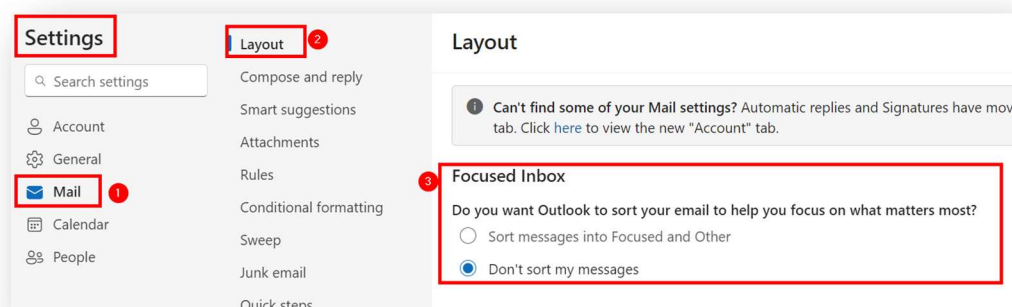 Settings
Search settings
Account
General
Mail
1
Calendar
People
Layout
2
Compose and reply
Smart suggestions
Attachments
Rules
Conditional formatting
Sweep
Junk email
Quick steps
Layout
Can't find some of your Mail settings? Automatic replies and Signatures have mov
tab. Click here to view the new "Account" tab.
3
Focused Inbox
Do you want Outlook to sort your email to help you focus on what matters most?
Sort messages into Focused and Other
Don't sort my messages